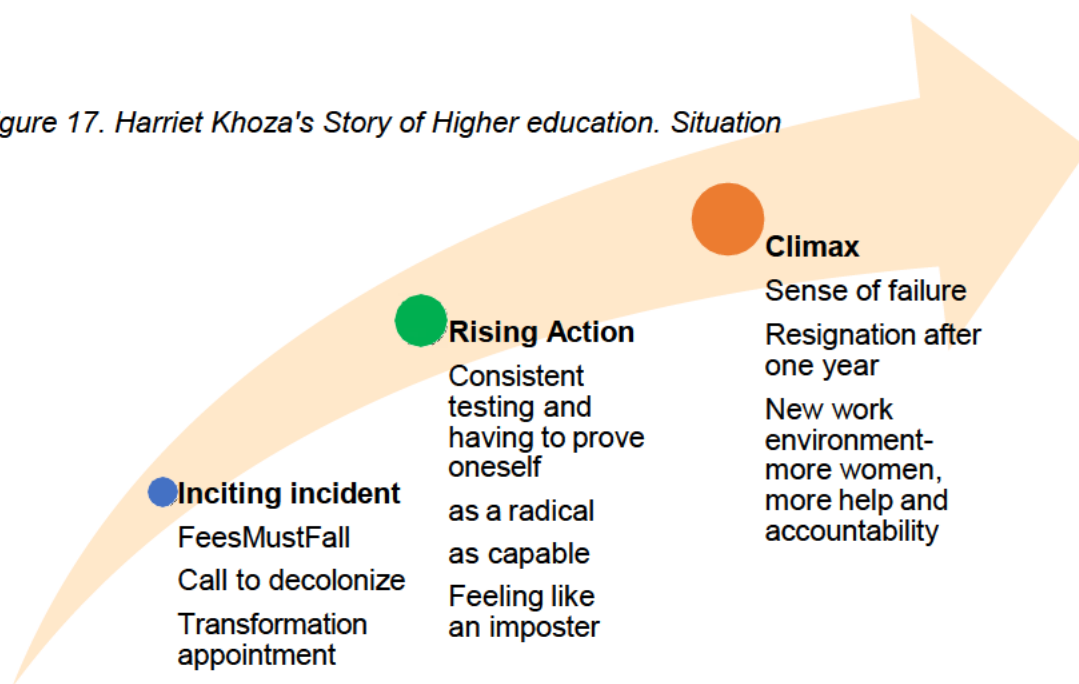 gure 17. Harriet Khoza's Story of Higher education. Situation
Inciting incident
FeesMustFall
Call to decolonize
Transformation
appointment
Rising Action
Consistent
testing and
having to prove
oneself
as a radical
as capable
Feeling like
an imposter
Climax
Sense of failure
Resignation after
one year
New work
environment-
more women,
more help and
accountability